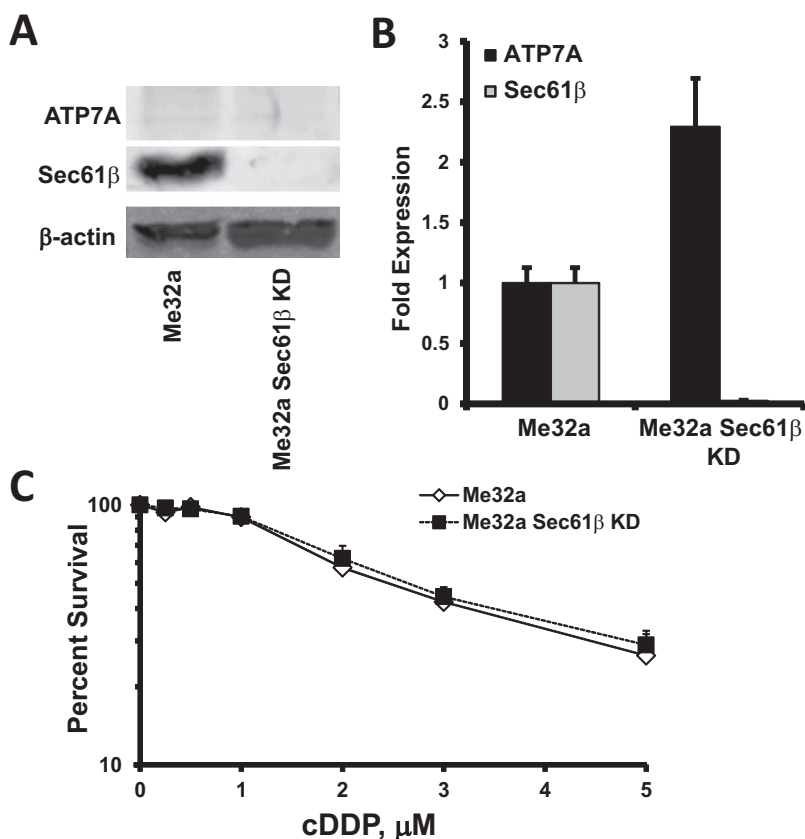 A
ATP7A
Sec61β
β-actin
Me32a
Me32a Sec61β KD
B
Fold Expression
3
2.5
2
1.5
1
0.5
0
ATP7A
Sec61β
Me32a
Me32a Sec61β
KD
C
Percent Survival
100
10
Me32a
Me32a Sec61β KD
0
1
2
3
4
5
cDDP, μM